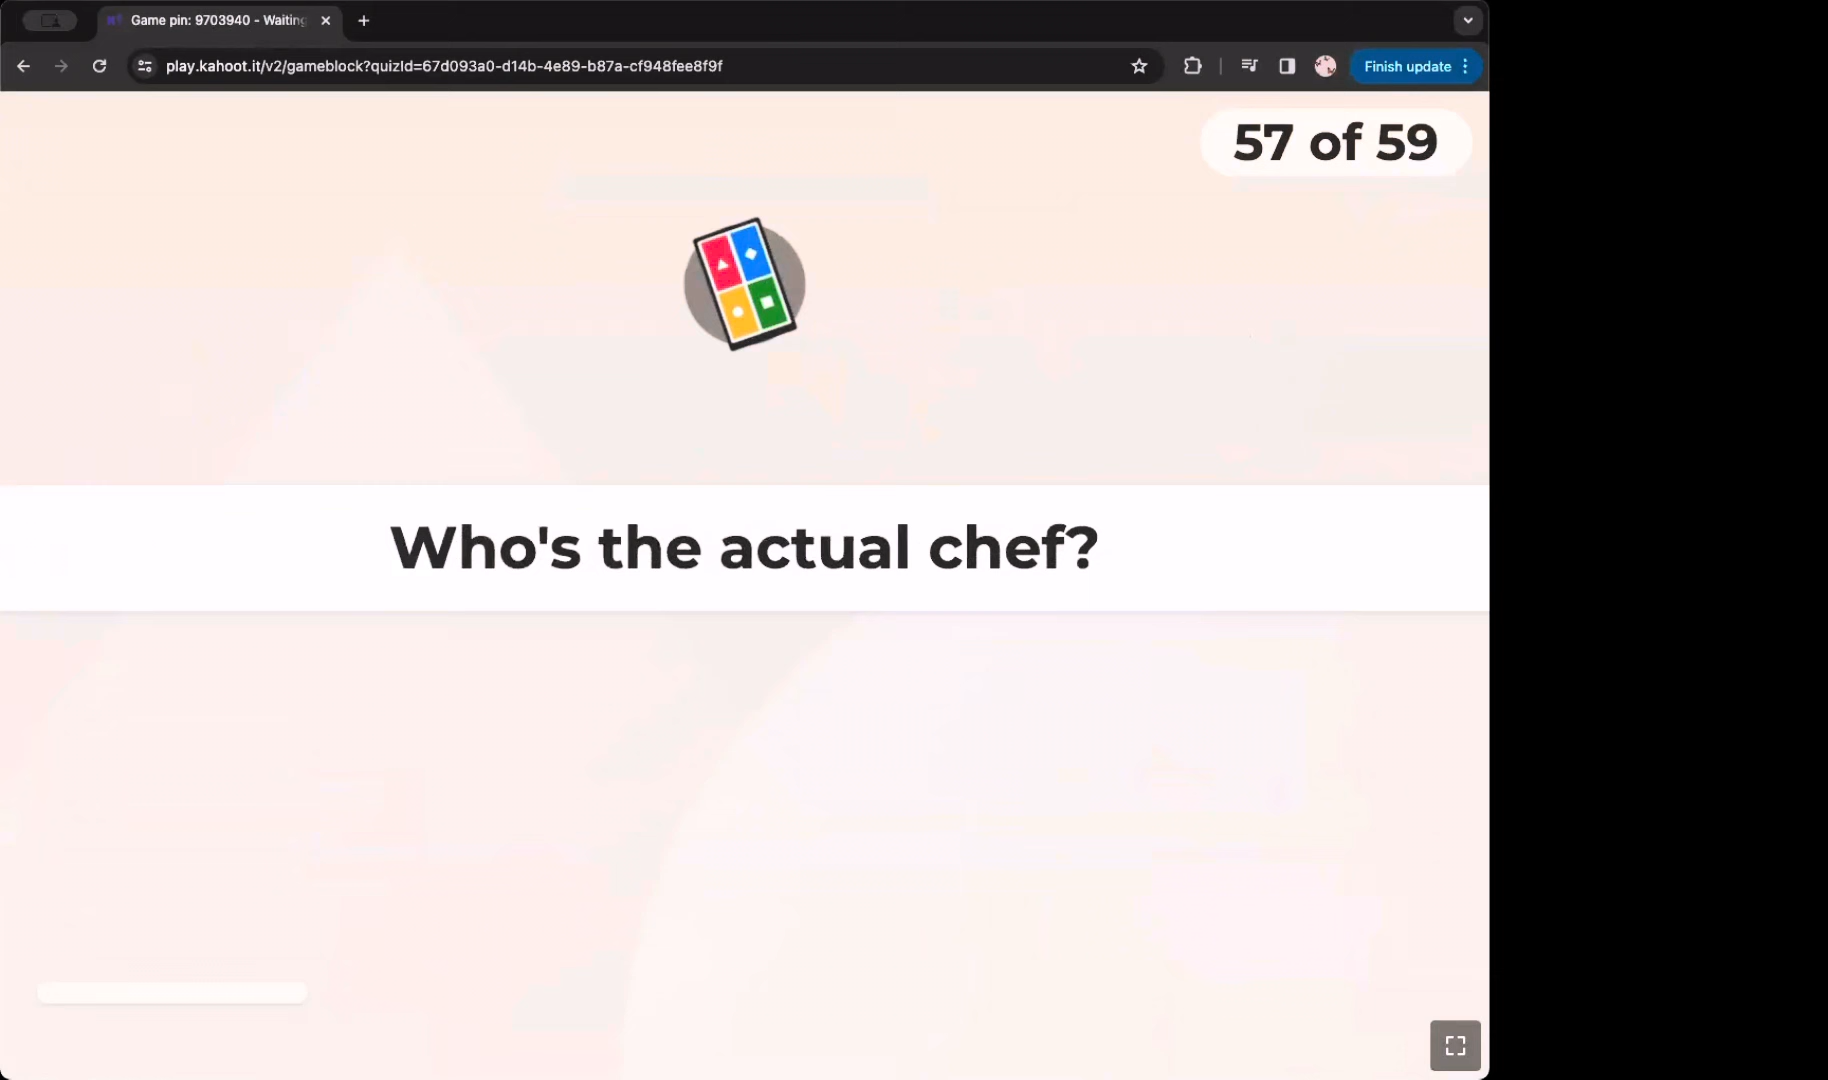 Game pin: 9703940 - Waiting
play.kahoot.it/v2/gameblock?quizId=67d093a0-d14b-4e89-b87a-cf948fee8f9f
Finish update
57 of 59
Who's the actual chef?